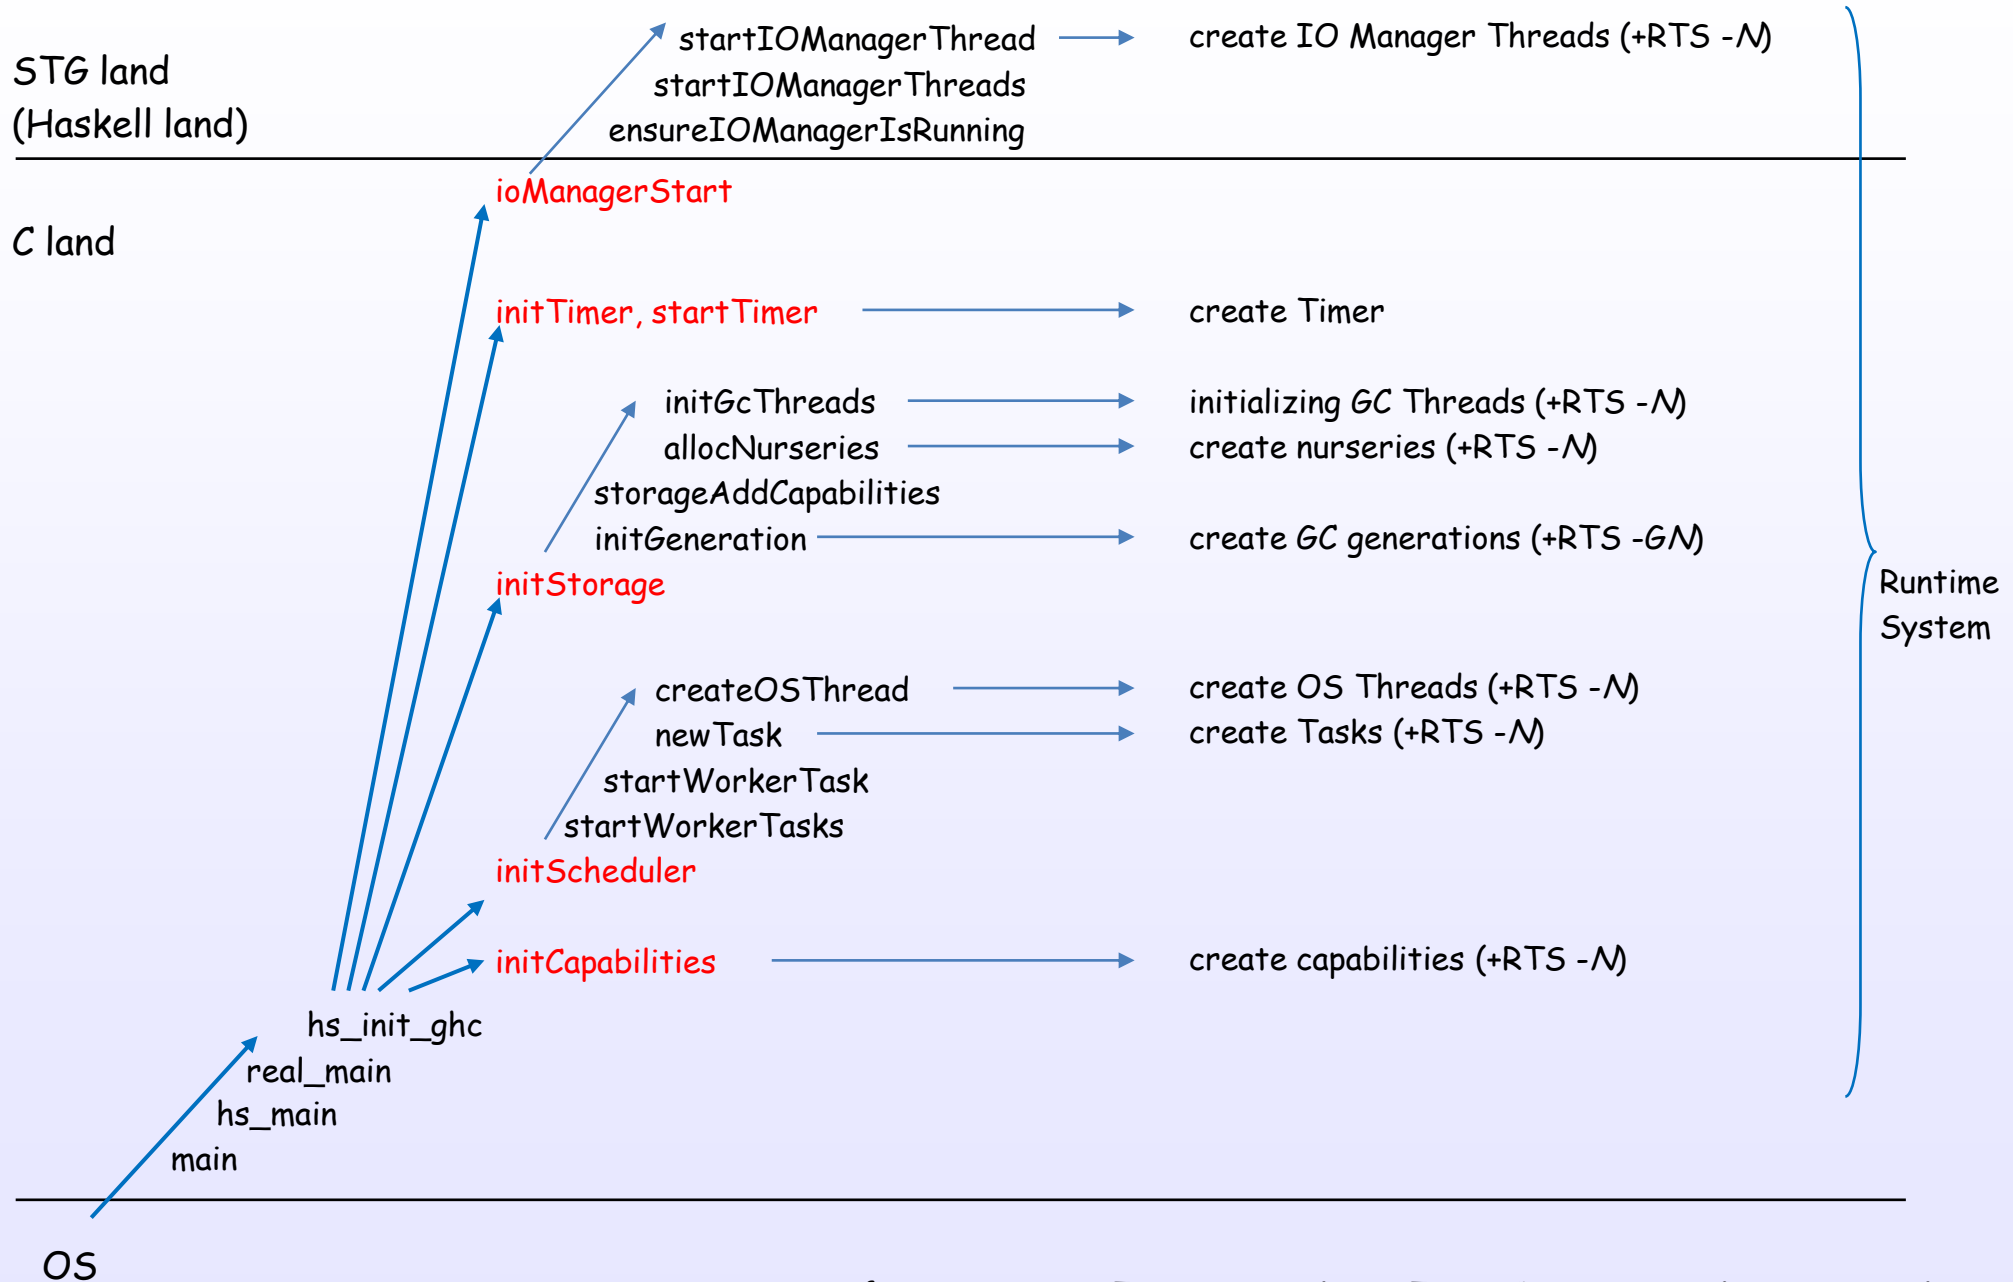 startIOManagerThread create IO Manager Threads (+RTS -N)
STG land
startIOManagerThreads
(Haskell land)
ensureIOManagerIsRunning
ioManagerStart
C land
initTimer, startTimer create Timer
initGcThreads initializing GC Threads (+RTS -N)
allocNurseries create nurseries (+RTS -N)
storageAddCapabilities
initGeneration create GC generations (+RTS -GN)
initStorage
Runtime
System
createOSThread create OS Threads (+RTS -N)
newTask create Tasks (+RTS -N)
startWorkerTask
startWorkerTasks
initScheduler
initCapabilities create capabilities (+RTS -N)
hs_init_ghc
real_main
hs_main
main
OS